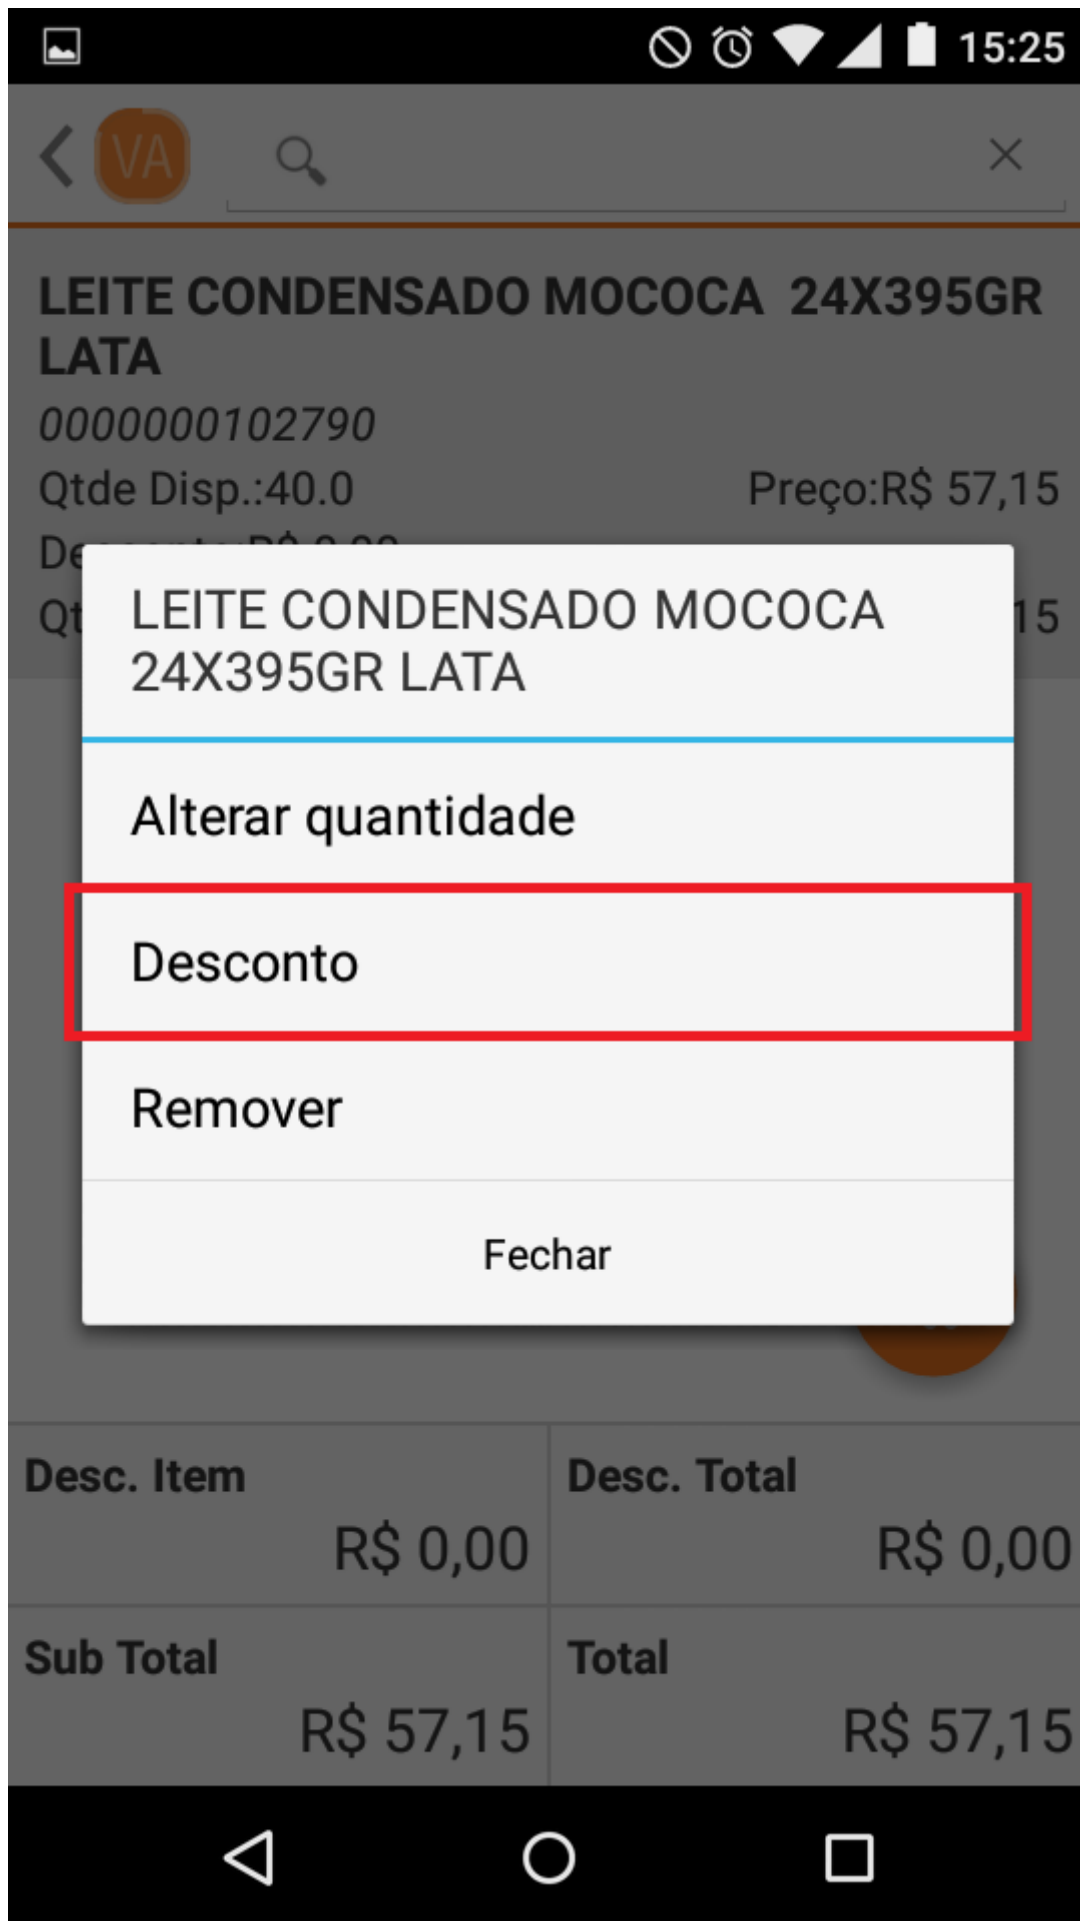 15:25
VA
LEITE CONDENSADO MOCOCA 24X395GR
LATA
0000000102790
Qtde Disp.:40.0 Preço:R$ 57,15
LEITE CONDENSADO MOCOCA
24X395GR LATA
Alterar quantidade
Desconto
Remover
Fechar
Desc. Item Desc. Total
R$ 0,00 R$ 0,00
Sub Total Total
R$ 57,15 R$ 57,15